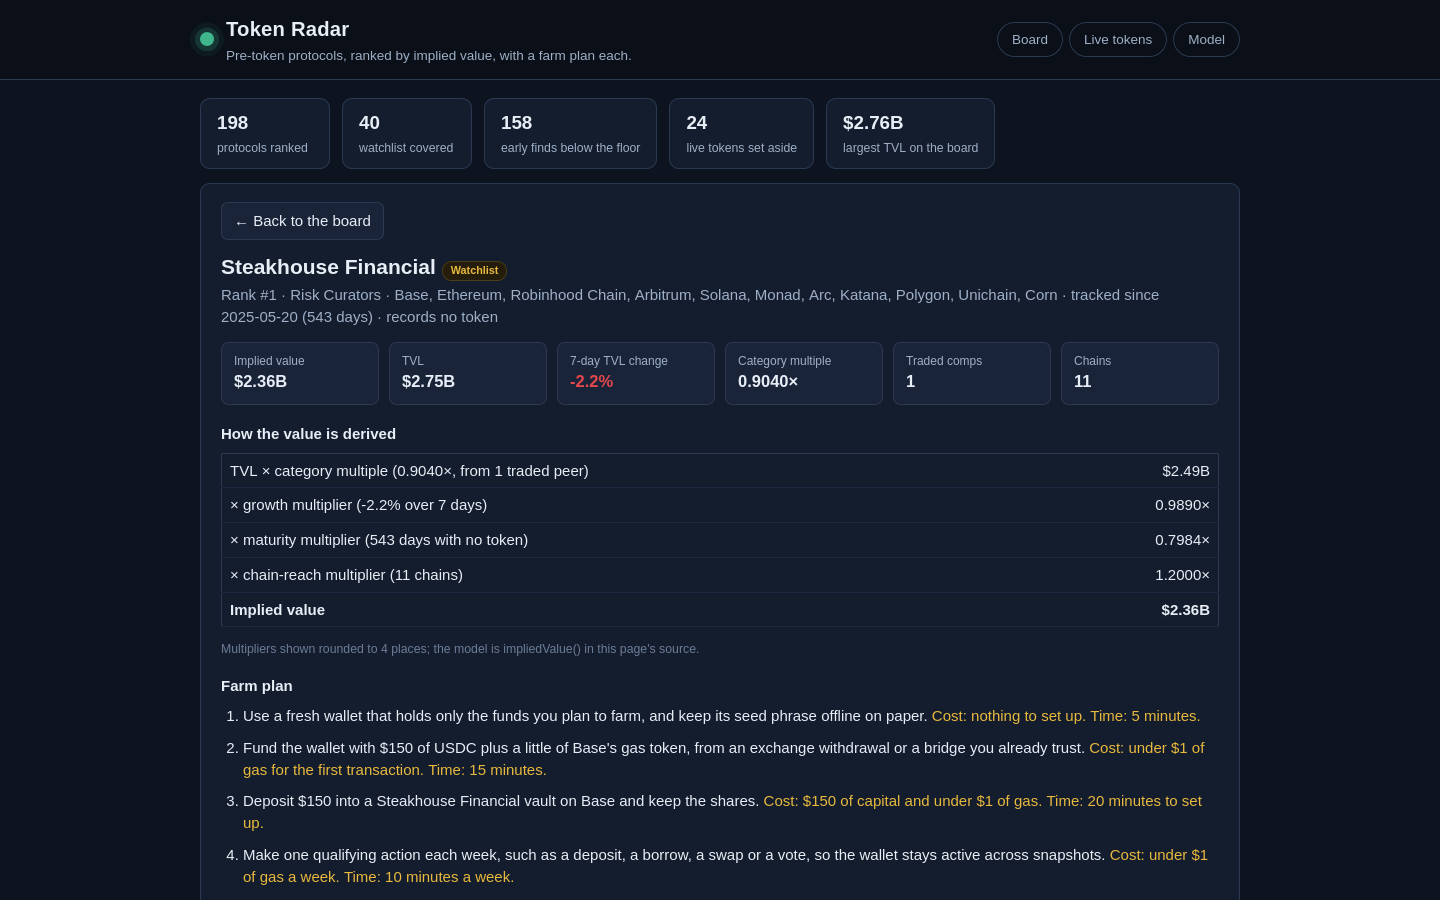 Token Radar
Pre-token protocols, ranked by implied value, with a farm plan each.
Board
Live tokens
Model
198
protocols ranked
40
watchlist covered
158
early finds below the floor
24
live tokens set aside
$2.76B
largest TVL on the board
← Back to the board
Steakhouse Financial Watchlist
Rank #1 · Risk Curators · Base, Ethereum, Robinhood Chain, Arbitrum, Solana, Monad, Arc, Katana, Polygon, Unichain, Corn · tracked since
2025-05-20 (543 days) · records no token
Implied value
$2.36B
TVL
$2.75B
7-day TVL change
-2.2%
Category multiple
0.9040×
Traded comps
1
Chains
11
How the value is derived
TVL × category multiple (0.9040×, from 1 traded peer) $2.49B
× growth multiplier (-2.2% over 7 days) 0.9890×
× maturity multiplier (543 days with no token) 0.7984×
× chain-reach multiplier (11 chains) 1.2000×
Implied value $2.36B
Multipliers shown rounded to 4 places; the model is impliedValue() in this page's source.
Farm plan
1. Use a fresh wallet that holds only the funds you plan to farm, and keep its seed phrase offline on paper. Cost: nothing to set up. Time: 5 minutes.
2. Fund the wallet with $150 of USDC plus a little of Base's gas token, from an exchange withdrawal or a bridge you already trust. Cost: under $1 of
gas for the first transaction. Time: 15 minutes.
3. Deposit $150 into a Steakhouse Financial vault on Base and keep the shares. Cost: $150 of capital and under $1 of gas. Time: 20 minutes to set
up.
4. Make one qualifying action each week, such as a deposit, a borrow, a swap or a vote, so the wallet stays active across snapshots. Cost: under $1
of gas a week. Time: 10 minutes a week.